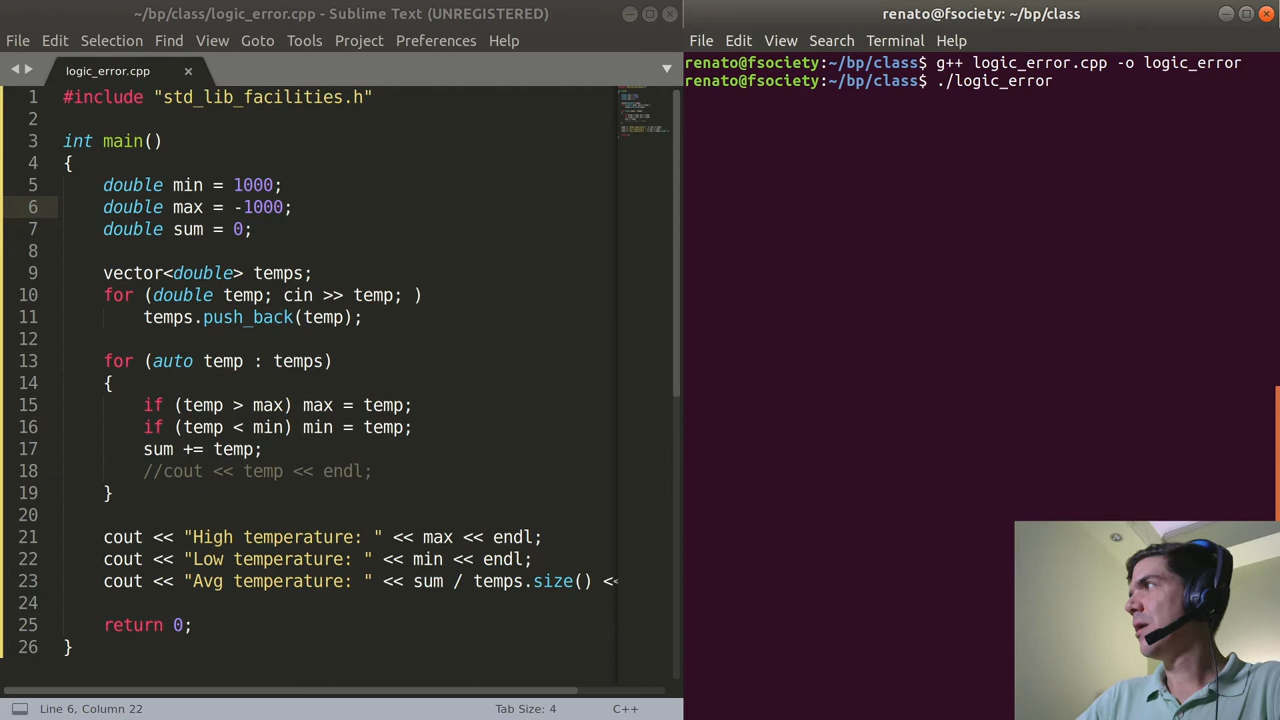 ~/bp/class/logic_error.cpp - Sublime Text (UNREGISTERED)
File Edit Selection Find View Goto Tools Project Preferences Help
logic_error.cpp
1 #include "std_lib_facilities.h"
2
3 int main()
4 {
5     double min = 1000;
6     double max = -1000;
7     double sum = 0;
8
9     vector<double> temps;
10     for (double temp; cin >> temp; )
11         temps.push_back(temp);
12
13     for (auto temp : temps)
14     {
15         if (temp > max) max = temp;
16         if (temp < min) min = temp;
17         sum += temp;
18         //cout << temp << endl;
19     }
20
21     cout << "High temperature: " << max << endl;
22     cout << "Low temperature: " << min << endl;
23     cout << "Avg temperature: " << sum / temps.size() <<
24
25     return 0;
26 }
Line 6, Column 22 Tab Size: 4 C++
renato@fsociety: ~/bp/class
File Edit View Search Terminal Help
renato@fsociety:~/bp/class$ g++ logic_error.cpp -o logic_error
renato@fsociety:~/bp/class$ ./logic_error